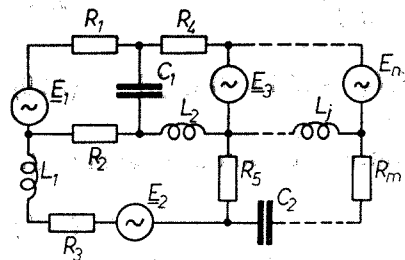 R₁ R₄
E₁ C₁ E₃ Eₙ
R₂ L₂ Lⱼ
L₁ R₅ Rₘ
R₃ E₂ C₂